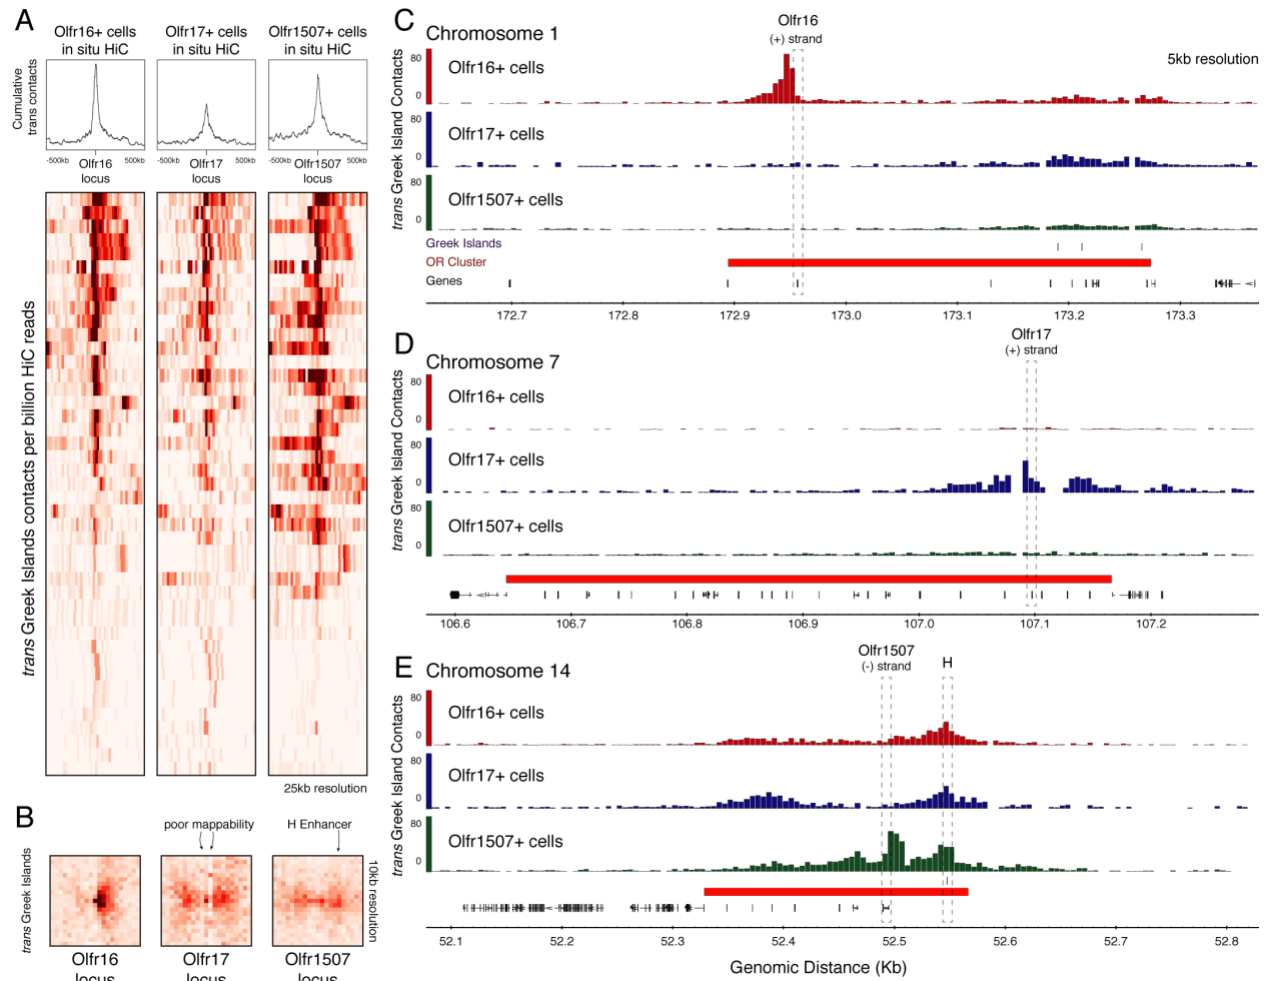 A
Olfr16+ cells
in situ HiC
Olfr17+ cells
in situ HiC
Olfr1507+ cells
in situ HiC
Cumulative
trans contacts
-500kb
500kb
-500kb
500kb
-500kb
500kb
Olfr16
locus
Olfr17
locus
Olfr1507
locus
trans Greek Islands contacts per billion HiC reads
25kb resolution
B
poor mappability
H Enhancer
trans Greek Islands
10kb resolution
Olfr16
locus
Olfr17
locus
Olfr1507
locus
C
Chromosome 1
Olfr16
(+) strand
5kb resolution
trans Greek Island Contacts
80
0
Olfr16+ cells
80
0
Olfr17+ cells
80
0
Olfr1507+ cells
Greek Islands
OR Cluster
Genes
172.7 172.8 172.9 173.0 173.1 173.2 173.3
D
Chromosome 7
Olfr17
(+) strand
trans Greek Island Contacts
80
0
Olfr16+ cells
80
0
Olfr17+ cells
80
0
Olfr1507+ cells
106.6 106.7 106.8 106.9 107.0 107.1 107.2
E
Chromosome 14
Olfr1507
(-) strand
H
trans Greek Island Contacts
80
0
Olfr16+ cells
80
0
Olfr17+ cells
80
0
Olfr1507+ cells
52.1 52.2 52.3 52.4 52.5 52.6 52.7 52.8
Genomic Distance (Kb)